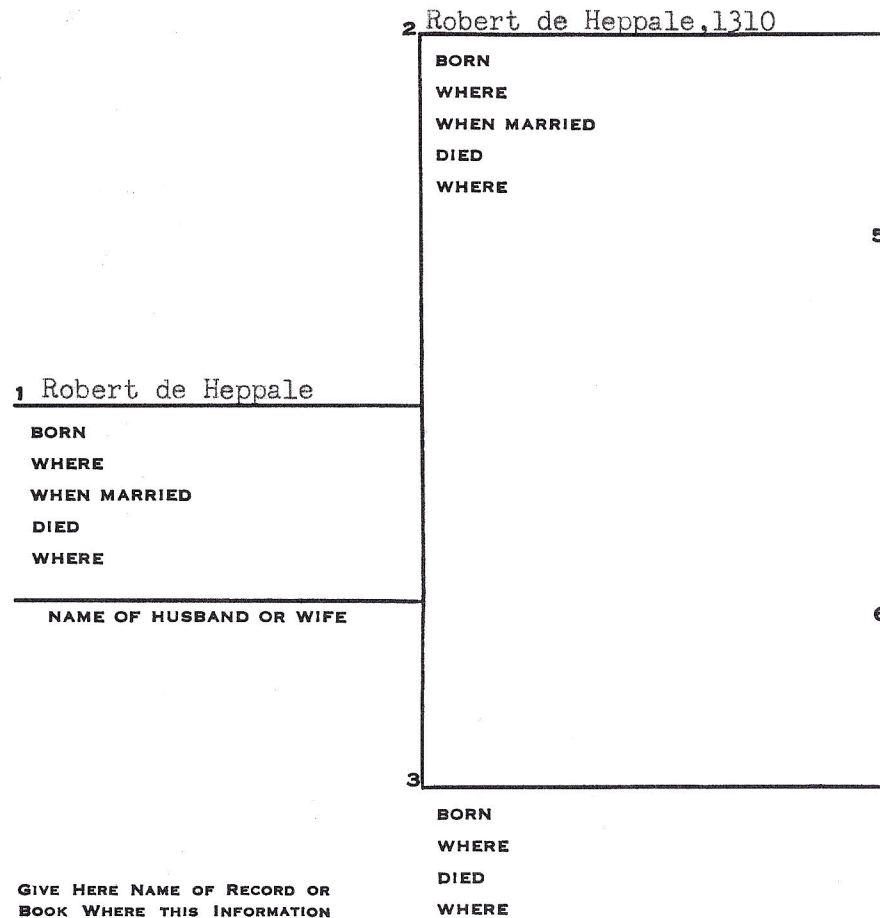 2 Robert de Heppale,1310
BORN
WHERE
WHEN MARRIED
DIED
WHERE
5
1 Robert de Heppale
BORN
WHERE
WHEN MARRIED
DIED
WHERE
NAME OF HUSBAND OR WIFE
6
3
BORN
WHERE
DIED
WHERE
GIVE HERE NAME OF RECORD OR
BOOK WHERE THIS INFORMATION